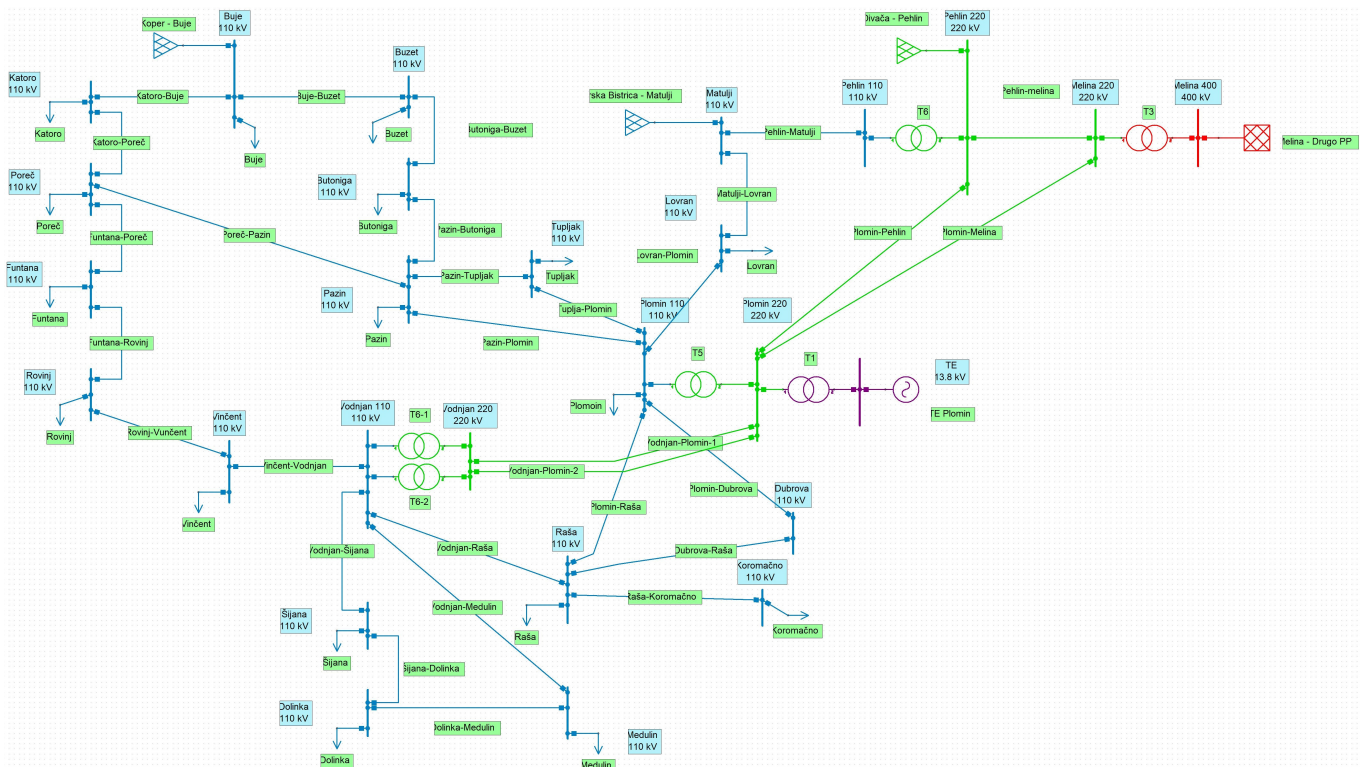 Koper - Buje
Buje
110 kV
Divača - Pehlin
Pehlin 220
220 kV
Buzet
110 kV
Katoro
110 kV
Katoro-Buje
Buje-Buzet
rska Bistrica - Matulji
Matulji
110 kV
Pehlin 110
110 kV
T6
Pehlin-melina
Melina 220
220 kV
T3
Melina 400
400 kV
Katoro
Buje
Buzet
Butoniga-Buzet
Pehlin-Matulji
Melina - Drugo PP
Katoro-Poreč
Poreč
110 kV
Butoniga
110 kV
Matulji-Lovran
Lovran
110 kV
Poreč
Funtana-Poreč
Poreč-Pazin
Butoniga
Pazin-Butoniga
Tupljak
110 kV
Lovran-Plomin
Lovran
Plomin-Pehlin
Plomin-Melina
Funtana
110 kV
Pazin
110 kV
Pazin-Tupljak
Tupljak
Tuplja-Plomin
Plomin 110
110 kV
Plomin 220
220 kV
Funtana
Funtana-Rovinj
Pazin
Pazin-Plomin
T5
T1
TE
13.8 kV
Rovinj
110 kV
Plomoin
TE Plomin
Rovinj
Rovinj-Vunčent
Vinčent
110 kV
Vodnjan 110
110 kV
T6-1
Vodnjan 220
220 kV
Vodnjan-Plomin-1
Vinčent-Vodnjan
Vodnjan-Plomin-2
T6-2
Plomin-Dubrova
Dubrova
110 kV
Vinčent
Plomin-Raša
Vodnjan-Šijana
Vodnjan-Raša
Raša
110 kV
Dubrova-Raša
Koromačno
110 kV
Vodnjan-Medulin
Raša-Koromačno
Šijana
110 kV
Raša
Koromačno
Šijana
Šijana-Dolinka
Dolinka
110 kV
Dolinka-Medulin
Medulin
110 kV
Dolinka
Medulin